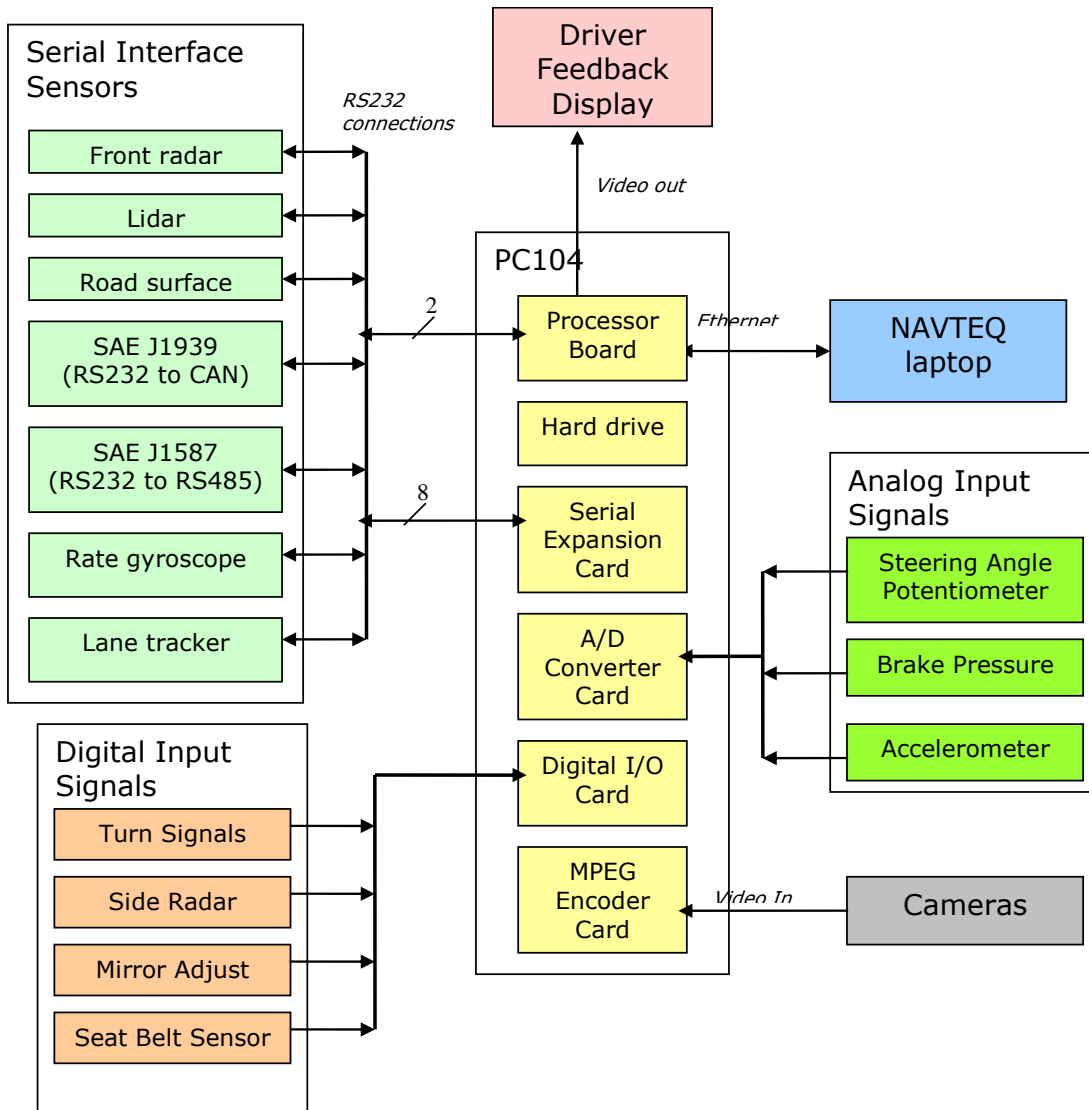 Serial Interface
Sensors
Front radar
Lidar
Road surface
SAE J1939
(RS232 to CAN)
SAE J1587
(RS232 to RS485)
Rate gyroscope
Lane tracker
RS232
connections
Driver
Feedback
Display
Video out
PC104
2
Processor
Board
Ethernet
NAVTEQ
laptop
Hard drive
8
Serial
Expansion
Card
A/D
Converter
Card
Digital I/O
Card
MPEG
Encoder
Card
Analog Input
Signals
Steering Angle
Potentiometer
Brake Pressure
Accelerometer
Video In
Cameras
Digital Input
Signals
Turn Signals
Side Radar
Mirror Adjust
Seat Belt Sensor